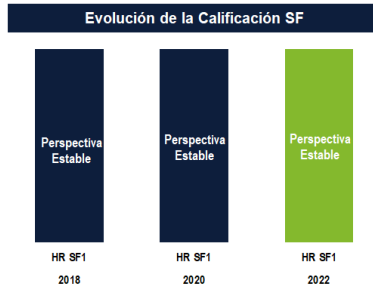 Evolución de la Calificación SF
Perspectiva
Estable
Perspectiva
Estable
Perspectiva
Estable
HR SF1
HR SF1
HR SF1
2018
2020
2022